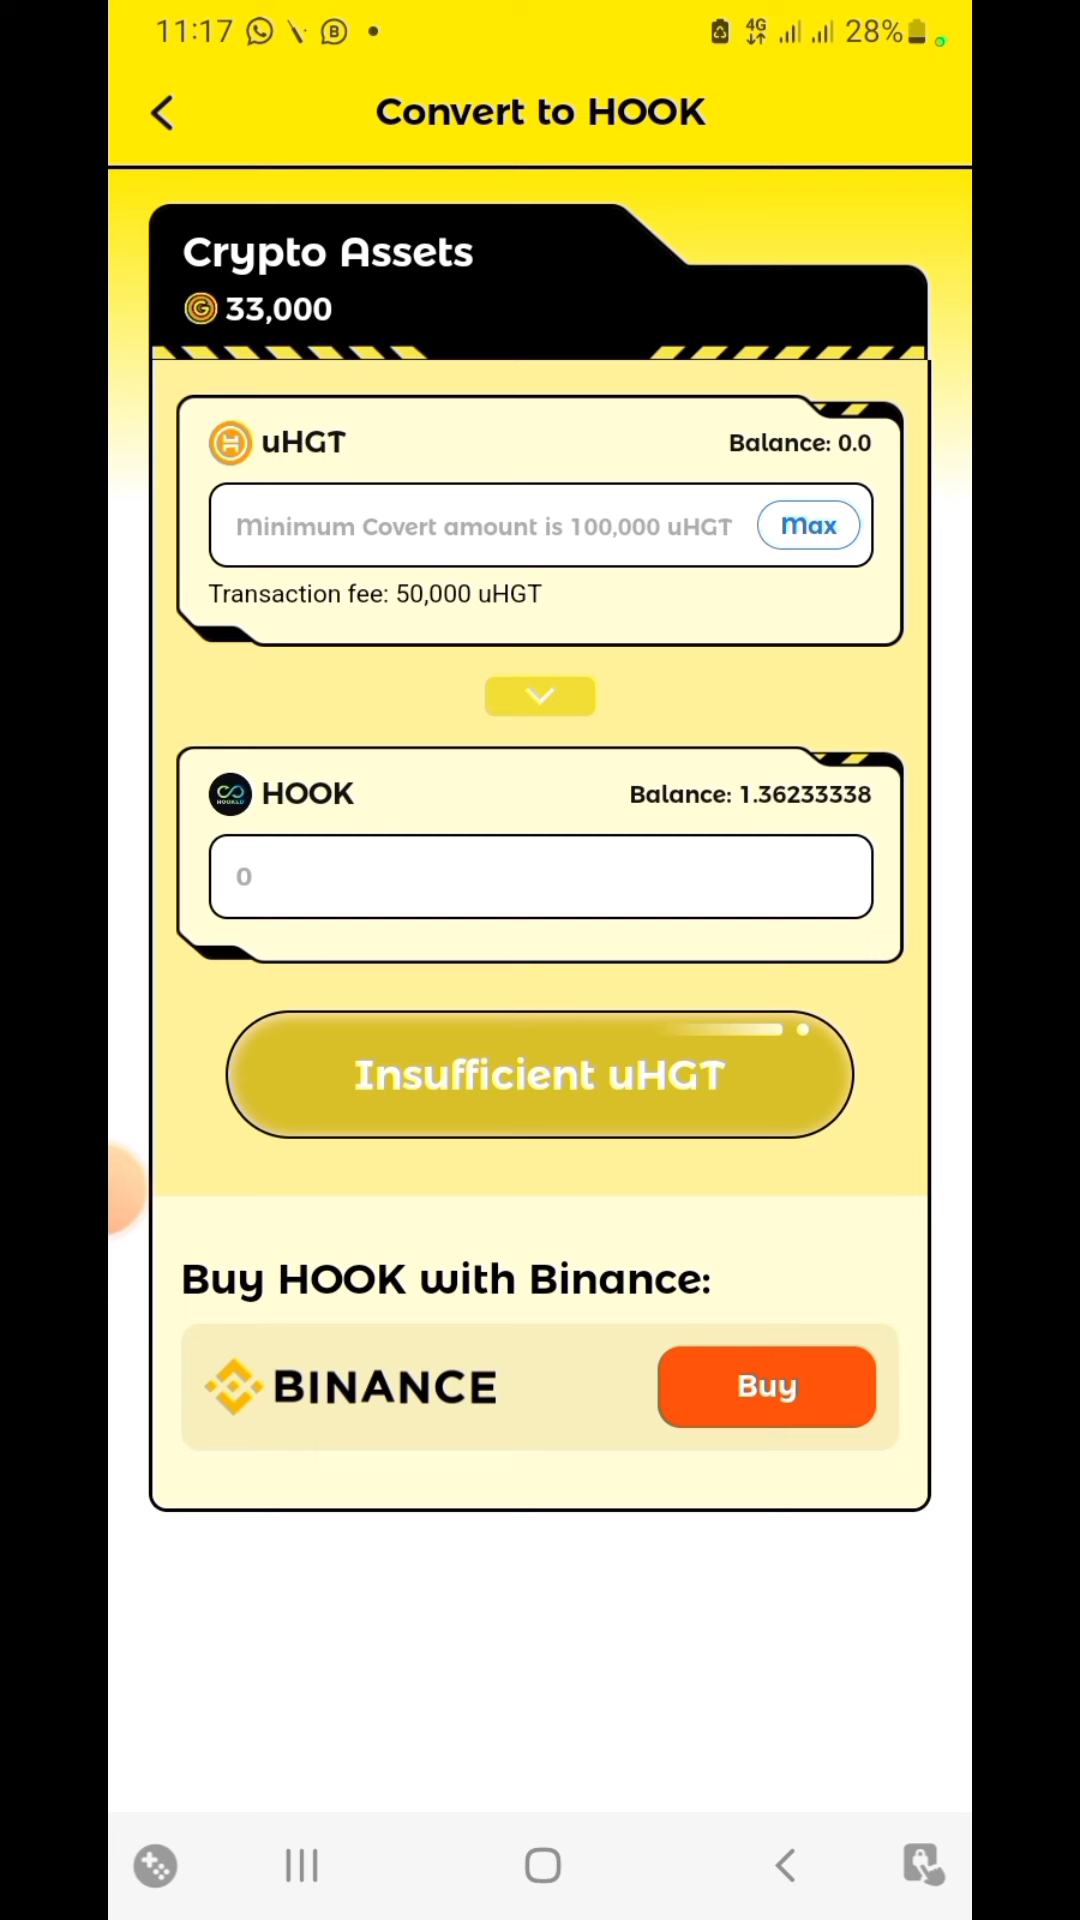 11:17 4G 28%
Convert to HOOK
Crypto Assets
33,000
uHGT Balance: 0.0
Minimum Covert amount is 100,000 uHGT Max
Transaction fee: 50,000 uHGT
HOOK Balance: 1.36233338
0
Insufficient uHGT
Buy HOOK with Binance:
BINANCE Buy